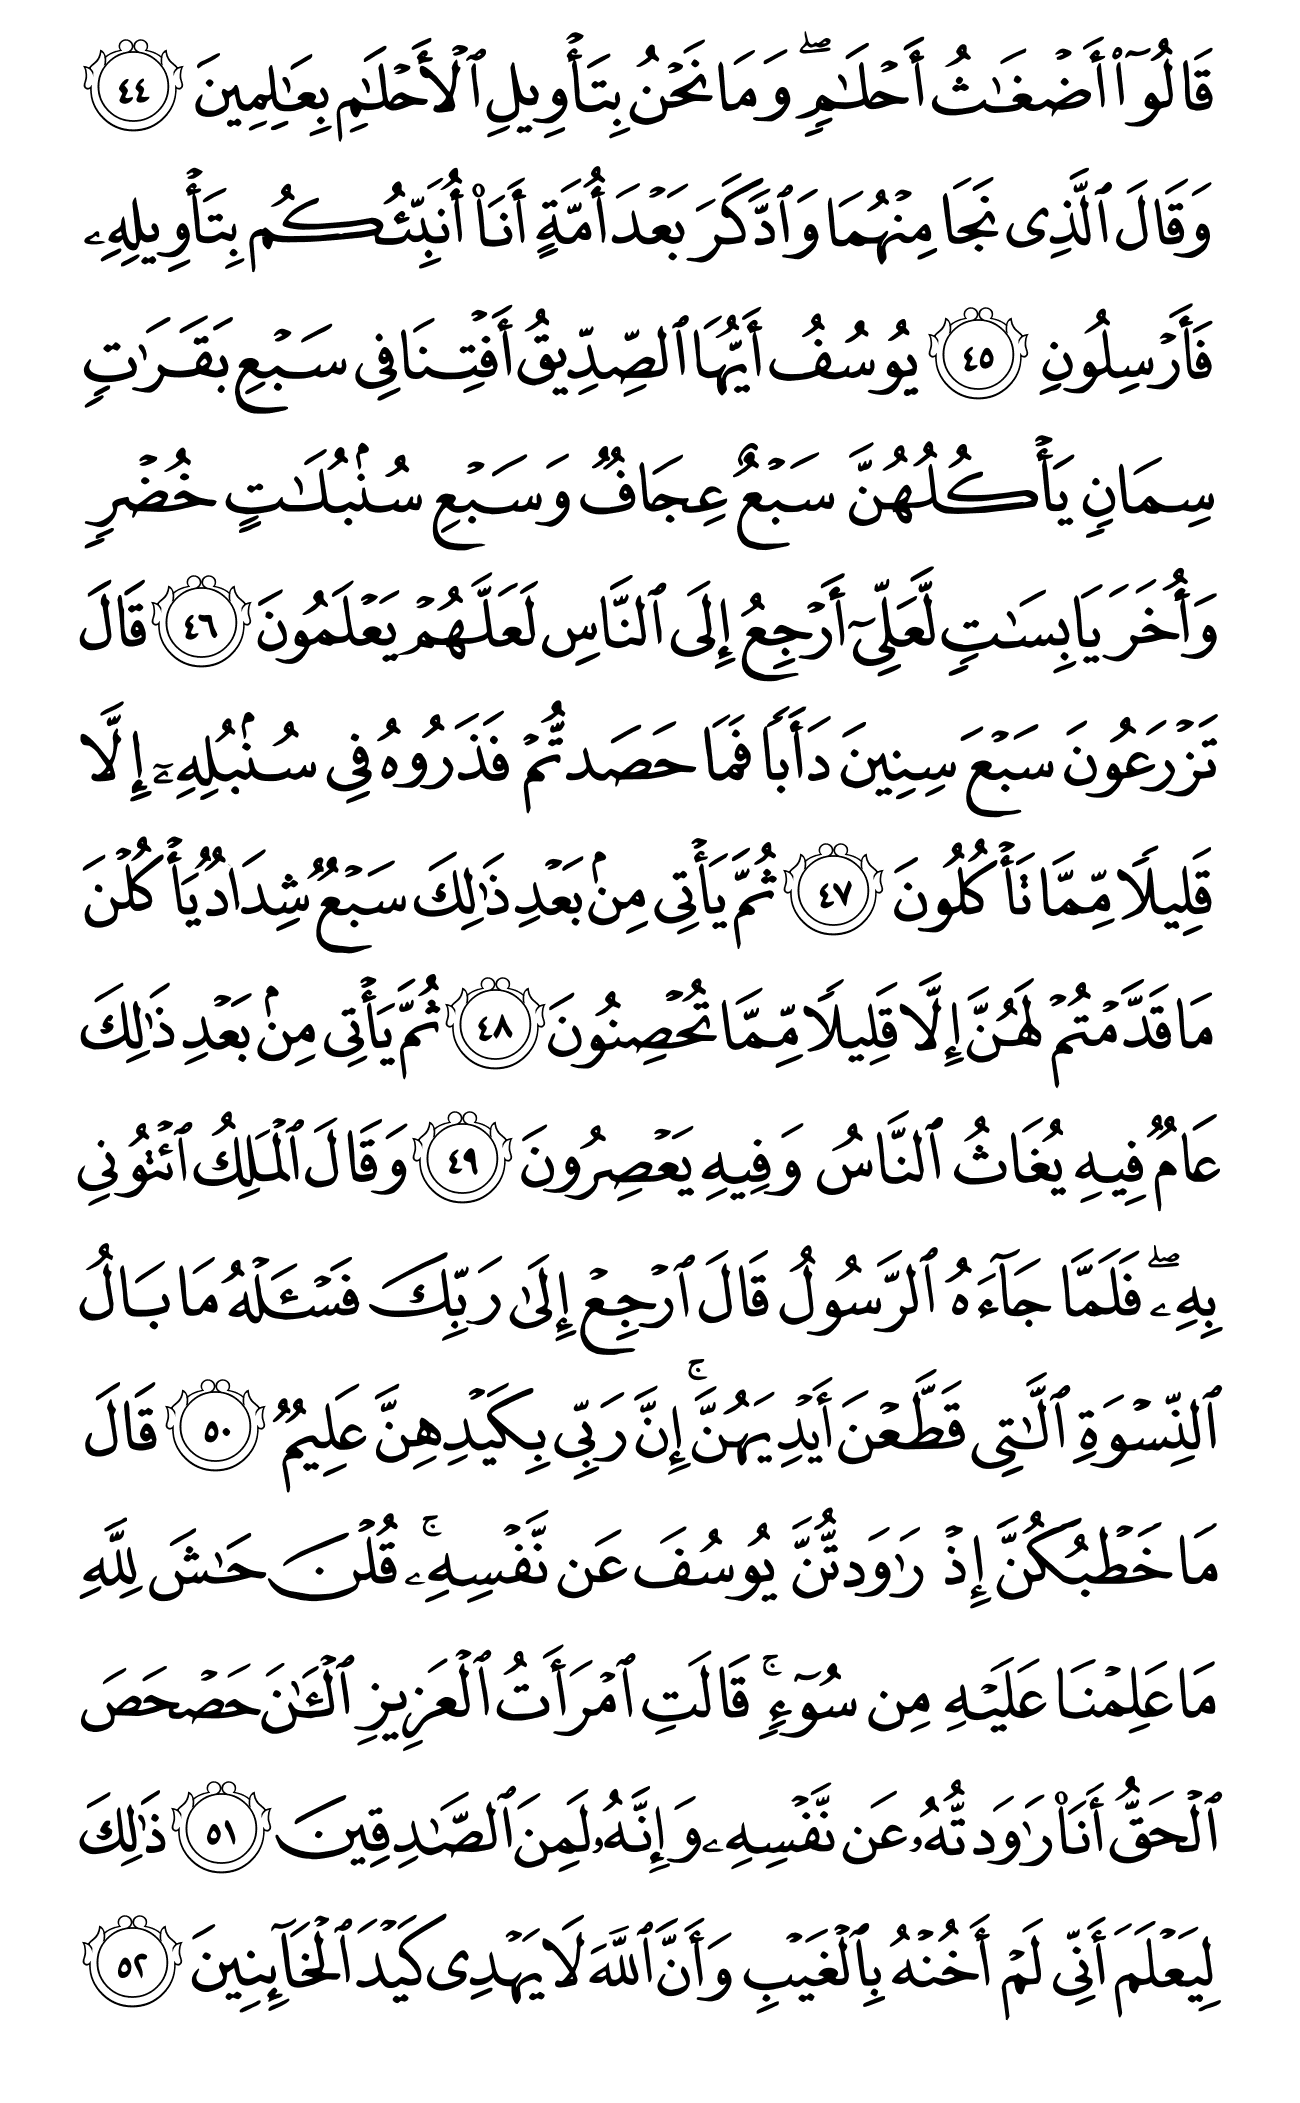 قَالُوٓا۟ أَضْغَـٰثُ أَحْلَـٰمٍ ۖ وَمَا نَحْنُ بِتَأْوِيلِ ٱلْأَحْلَـٰمِ بِعَـٰلِمِينَ ٤٤
وَقَالَ ٱلَّذِى نَجَا مِنْهُمَا وَٱدَّكَرَ بَعْدَ أُمَّةٍ أَنَا۠ أُنَبِّئُكُم بِتَأْوِيلِهِۦ
فَأَرْسِلُونِ ٤٥ يُوسُفُ أَيُّهَا ٱلصِّدِّيقُ أَفْتِنَا فِى سَبْعِ بَقَرَٰتٍ
سِمَانٍ يَأْكُلُهُنَّ سَبْعٌ عِجَافٌ وَسَبْعِ سُنۢبُلَـٰتٍ خُضْرٍ
وَأُخَرَ يَابِسَـٰتٍ لَّعَلِّىٓ أَرْجِعُ إِلَى ٱلنَّاسِ لَعَلَّهُمْ يَعْلَمُونَ ٤٦ قَالَ
تَزْرَعُونَ سَبْعَ سِنِينَ دَأَبًا فَمَا حَصَدتُّمْ فَذَرُوهُ فِى سُنۢبُلِهِۦٓ إِلَّا
قَلِيلًا مِّمَّا تَأْكُلُونَ ٤٧ ثُمَّ يَأْتِى مِنۢ بَعْدِ ذَٰلِكَ سَبْعٌ شِدَادٌ يَأْكُلْنَ
مَا قَدَّمْتُمْ لَهُنَّ إِلَّا قَلِيلًا مِّمَّا تُحْصِنُونَ ٤٨ ثُمَّ يَأْتِى مِنۢ بَعْدِ ذَٰلِكَ
عَامٌ فِيهِ يُغَاثُ ٱلنَّاسُ وَفِيهِ يَعْصِرُونَ ٤٩ وَقَالَ ٱلْمَلِكُ ٱئْتُونِى
بِهِۦ ۖ فَلَمَّا جَآءَهُ ٱلرَّسُولُ قَالَ ٱرْجِعْ إِلَىٰ رَبِّكَ فَسْـَٔلْهُ مَا بَالُ
ٱلنِّسْوَةِ ٱلَّـٰتِى قَطَّعْنَ أَيْدِيَهُنَّ ۚ إِنَّ رَبِّى بِكَيْدِهِنَّ عَلِيمٌ ٥٠ قَالَ
مَا خَطْبُكُنَّ إِذْ رَٰوَدتُّنَّ يُوسُفَ عَن نَّفْسِهِۦ ۚ قُلْنَ حَـٰشَ لِلَّهِ
مَا عَلِمْنَا عَلَيْهِ مِن سُوٓءٍ ۚ قَالَتِ ٱمْرَأَتُ ٱلْعَزِيزِ ٱلْـَٔـٰنَ حَصْحَصَ
ٱلْحَقُّ أَنَا۠ رَٰوَدتُّهُۥ عَن نَّفْسِهِۦ وَإِنَّهُۥ لَمِنَ ٱلصَّـٰدِقِينَ ٥١ ذَٰلِكَ
لِيَعْلَمَ أَنِّى لَمْ أَخُنْهُ بِٱلْغَيْبِ وَأَنَّ ٱللَّهَ لَا يَهْدِى كَيْدَ ٱلْخَآئِنِينَ ٥٢